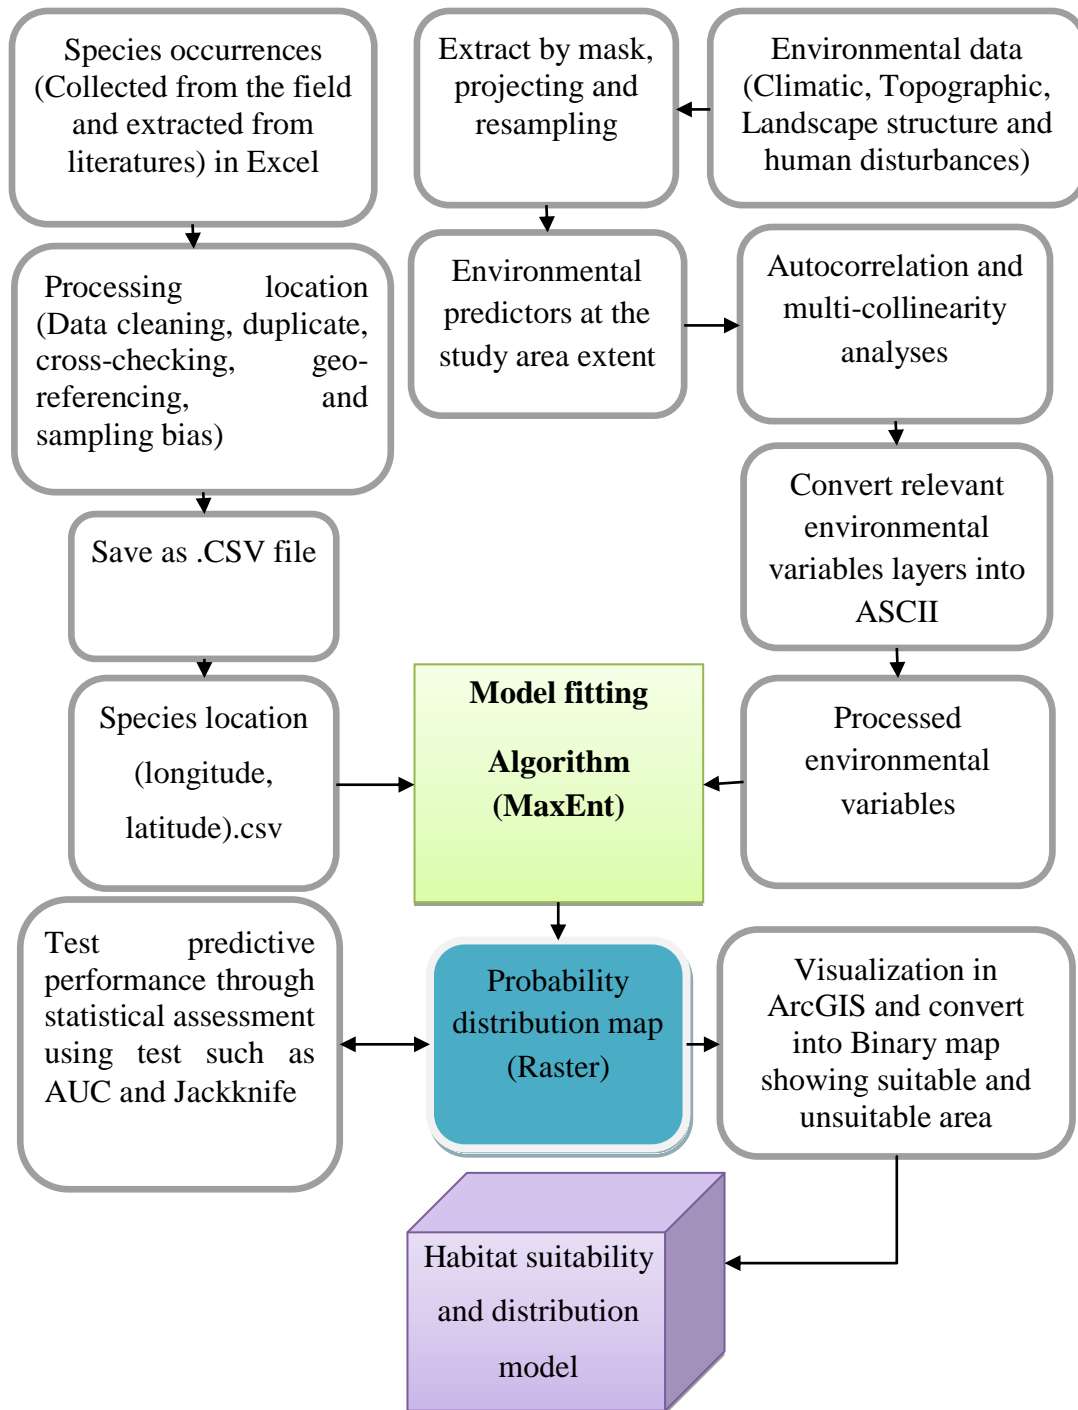 Species occurrences
(Collected from the field
and extracted from
literatures) in Excel
Extract by mask,
projecting and
resampling
Environmental data
(Climatic, Topographic,
Landscape structure and
human disturbances)
Processing location
(Data cleaning, duplicate,
cross-checking, geo-
referencing, and
sampling bias)
Environmental
predictors at the
study area extent
Autocorrelation and
multi-collinearity
analyses
Save as .CSV file
Convert relevant
environmental
variables layers into
ASCII
Species location
(longitude,
latitude).csv
Model fitting
Algorithm
(MaxEnt)
Processed
environmental
variables
Test predictive
performance through
statistical assessment
using test such as
AUC and Jackknife
Probability
distribution map
(Raster)
Visualization in
ArcGIS and convert
into Binary map
showing suitable and
unsuitable area
Habitat suitability
and distribution
model